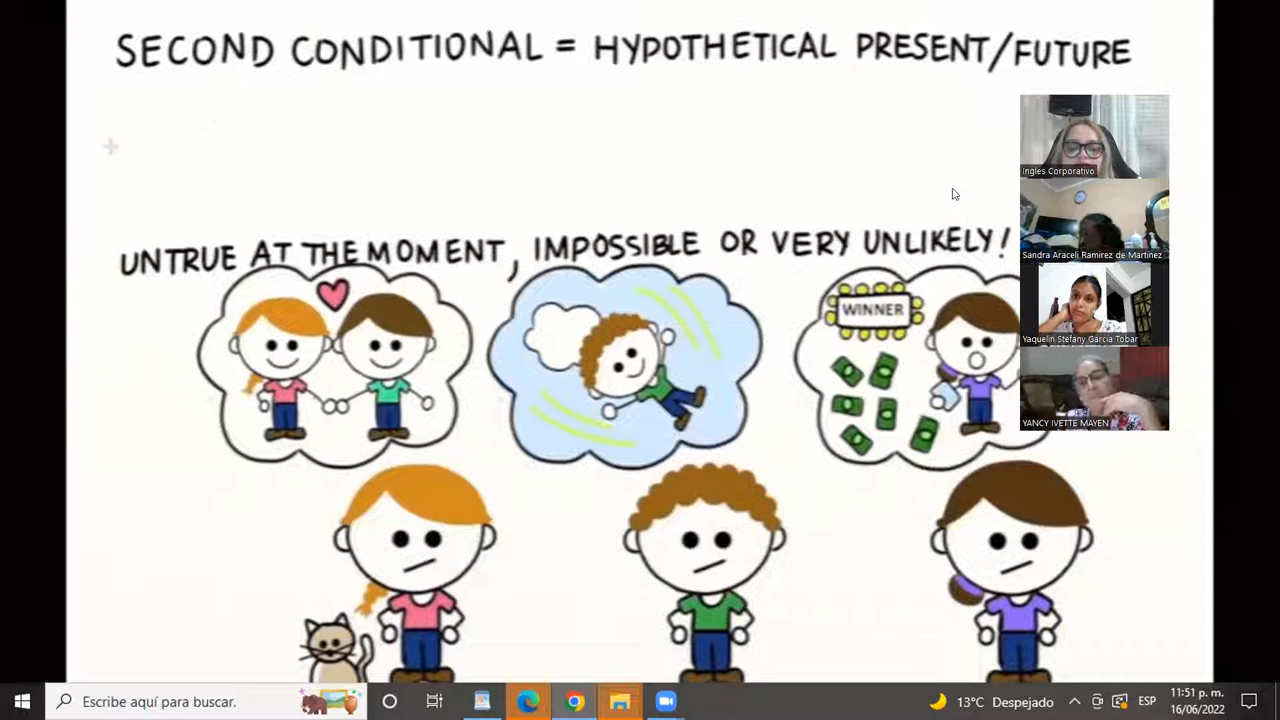 SECOND CONDITIONAL = HYPOTHETICAL PRESENT/FUTURE
Ingles Corporativo
Sandra Araceli Ramirez de Martinez
Yaquelin Stefany Garcia Tobar
YANCY IVETTE MAYEN
UNTRUE AT THE MOMENT, IMPOSSIBLE OR VERY UNLIKELY!
WINNER
Escribe aquí para buscar.
13°C Despejado
ESP
11:51 p. m.
16/06/2022